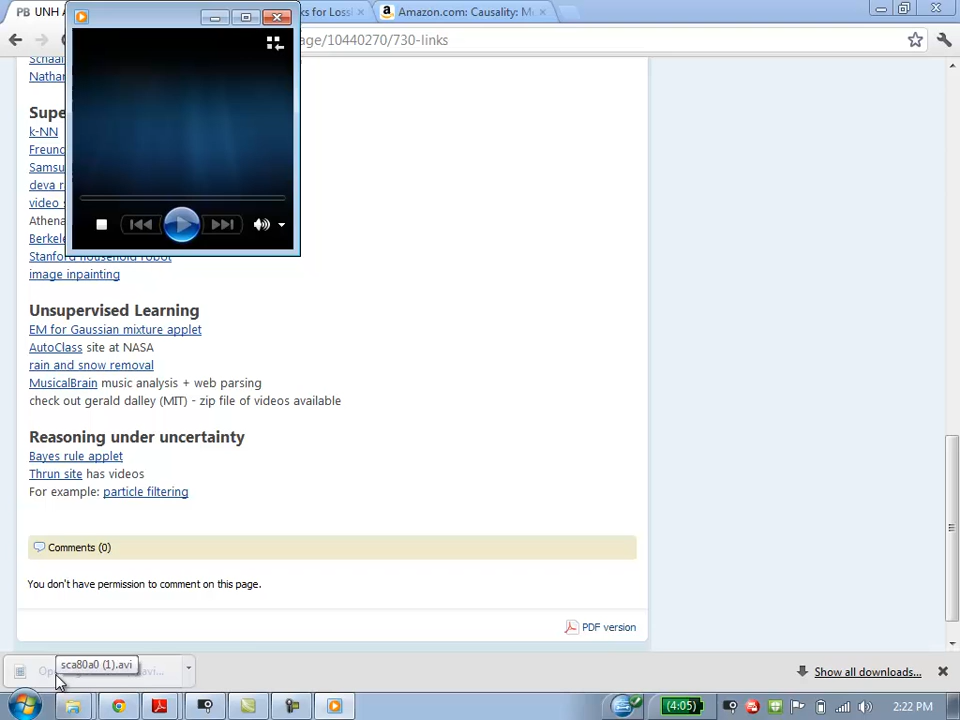 PB UNH A
ks for Lossl
Amazon.com: Causality: Mo
age/10440270/730-links
Schaal
Nathan
Supe
k-NN
Freund
Samsu
deva r
video s
Athena
Berkele
Stanford household robot
image inpainting
Unsupervised Learning
EM for Gaussian mixture applet
AutoClass site at NASA
rain and snow removal
MusicalBrain music analysis + web parsing
check out gerald dalley (MIT) - zip file of videos available
Reasoning under uncertainty
Bayes rule applet
Thrun site has videos
For example: particle filtering
Comments (0)
You don't have permission to comment on this page.
PDF version
sca80a0 (1).avi
Show all downloads...
(4:05)
2:22 PM